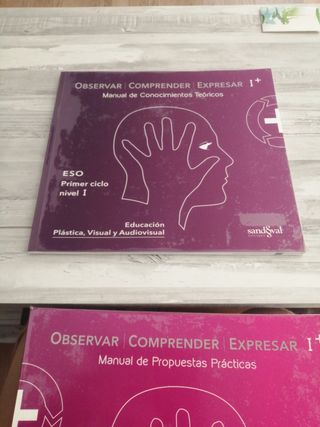 OBSERVAR | COMPRENDER | EXPRESAR 1+
Manual de Conocimientos Teóricos
ESO
Primer ciclo
nivel 1
Educación
Plástica, Visual y Audiovisual
sandoval
OBSERVAR | COMPRENDER | EXPRESAR 1+
Manual de Propuestas Prácticas